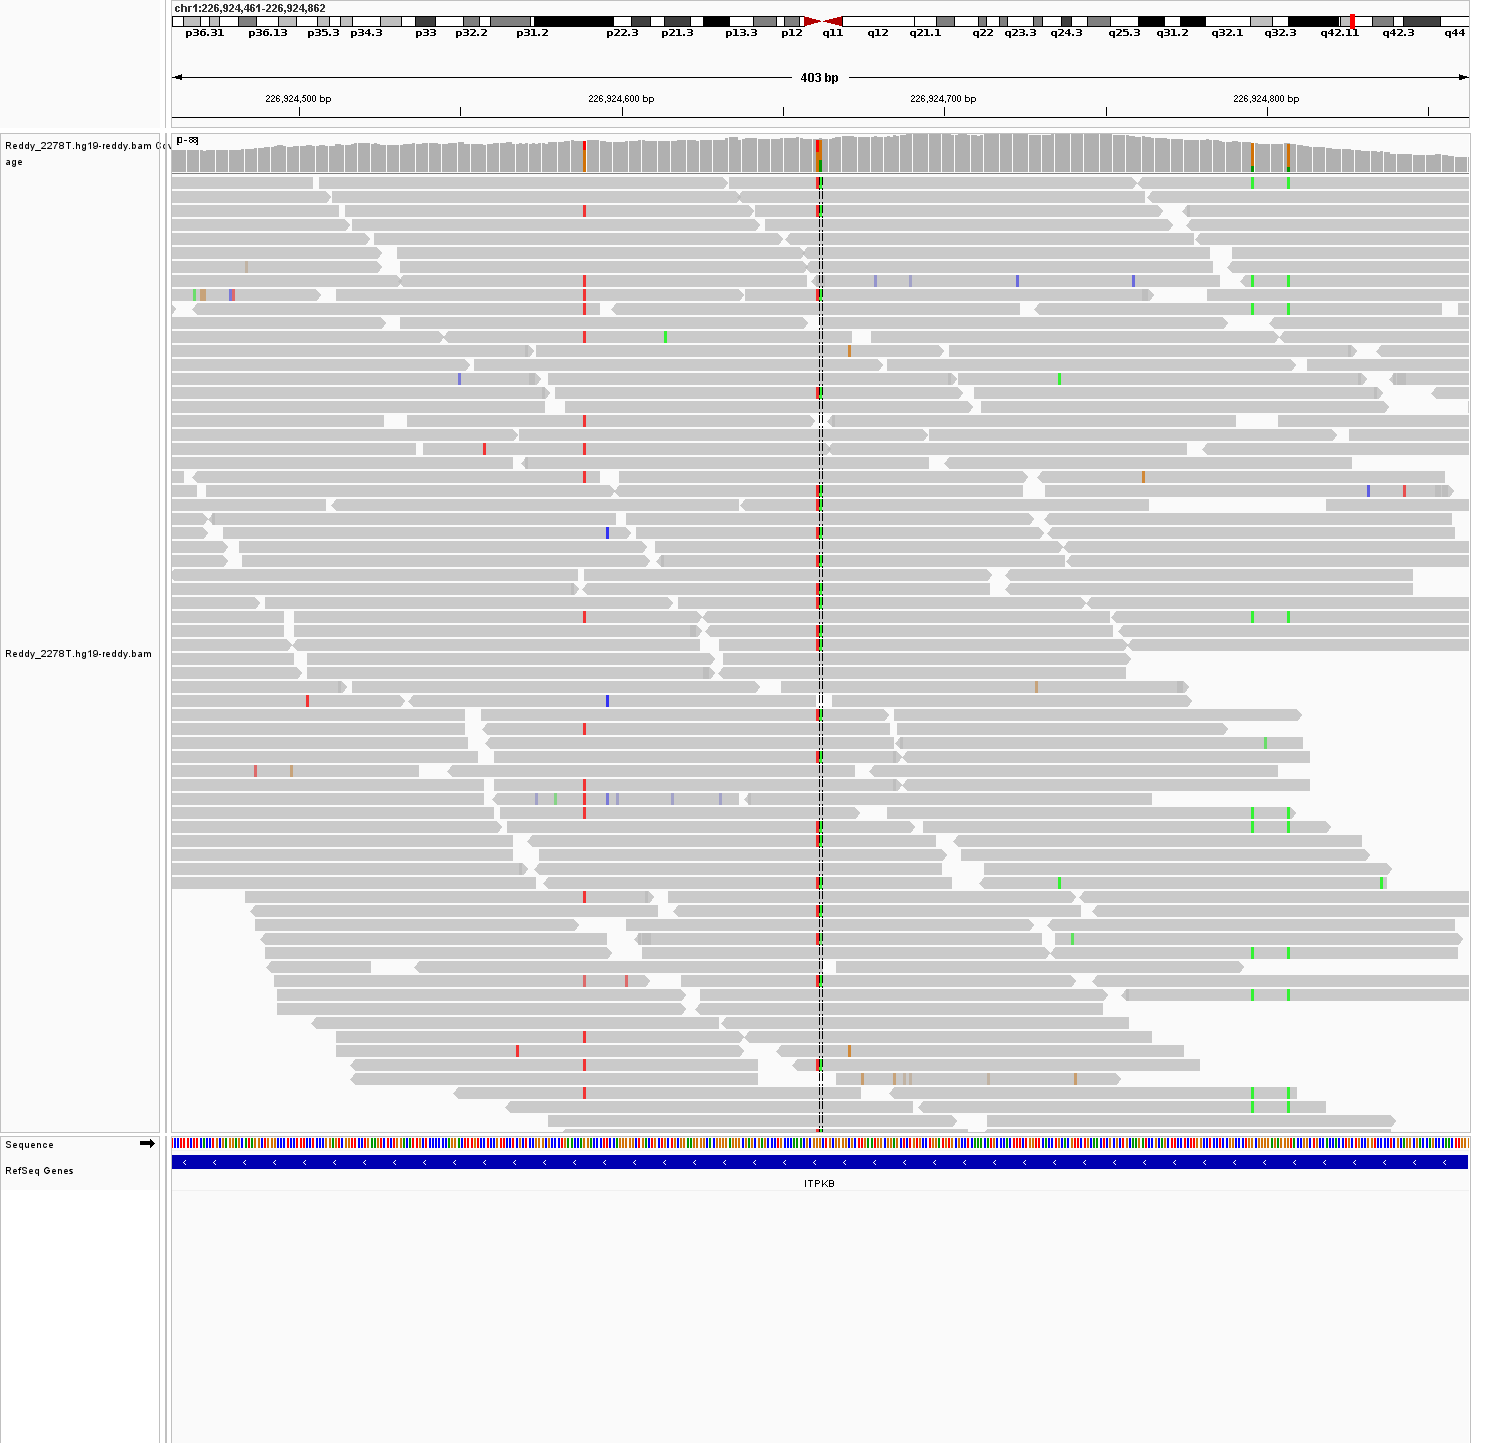 chr1:226,924,461-226,924,862
p36.31 p36.13 p35.3 p34.3 p33 p32.2 p31.2 p22.3 p21.3 p13.3 p12 q11 q12 q21.1 q22 q23.3 q24.3 q25.3 q31.2 q32.1 q32.3 q42.11 q42.3 q44
403 bp
226,924,500 bp 226,924,600 bp 226,924,700 bp 226,924,800 bp
Reddy_2278T.hg19-reddy.bam Cov
age
[0 - 88]
Reddy_2278T.hg19-reddy.bam
Sequence
RefSeq Genes
ITPKB